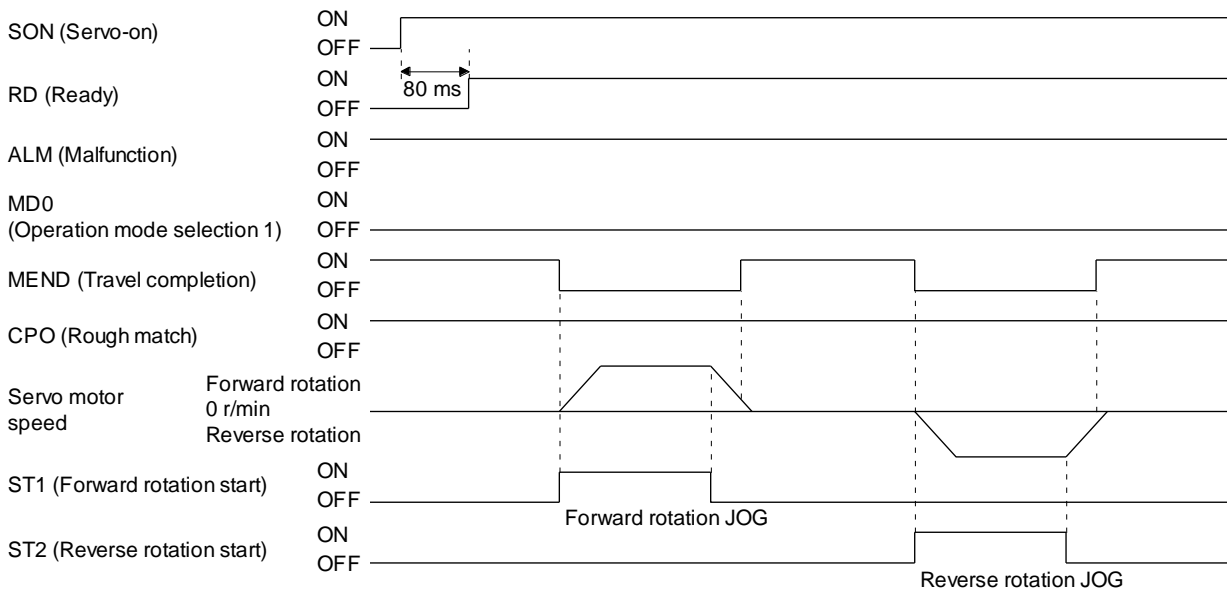 SON (Servo-on)
ON
OFF
80 ms
RD (Ready)
ON
OFF
ALM (Malfunction)
ON
OFF
MD0
(Operation mode selection 1)
ON
OFF
MEND (Travel completion)
ON
OFF
CPO (Rough match)
ON
OFF
Servo motor
speed
Forward rotation
0 r/min
Reverse rotation
ST1 (Forward rotation start)
ON
OFF
Forward rotation JOG
ST2 (Reverse rotation start)
ON
OFF
Reverse rotation JOG